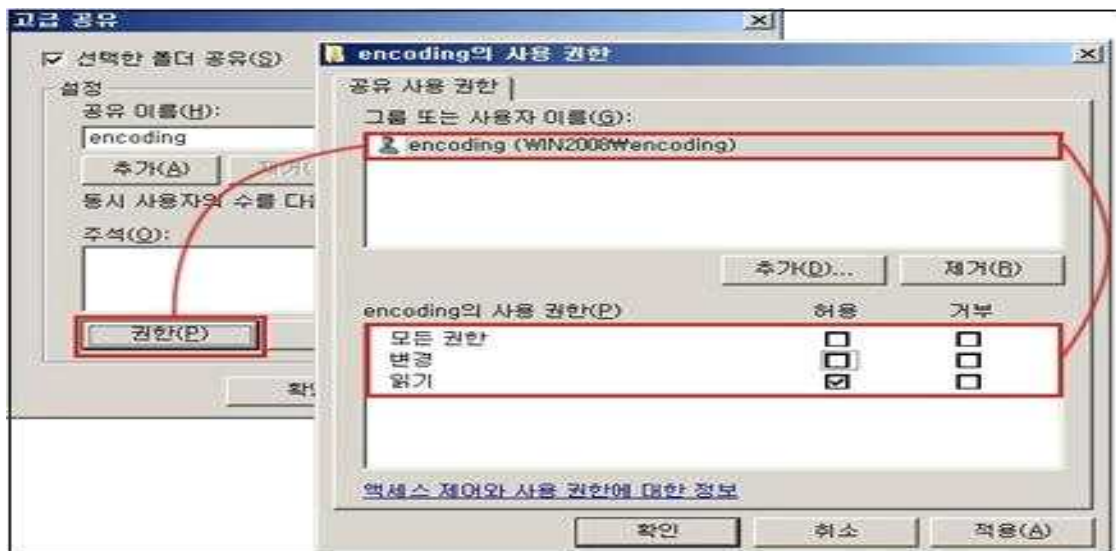 고급 공유
선택한 폴더 공유(S)
설정
공유 이름(H):
encoding
추가(A)
동시 사용자의 수를
주석(O):
권한(P)
encoding의 사용 권한
공유 사용 권한
그룹 또는 사용자 이름(G):
encoding (WIN2008₩encoding)
추가(D)...
제거(R)
encoding의 사용 권한(P)
허용
거부
모든 권한
변경
읽기
액세스 제어와 사용 권한에 대한 정보
확인
취소
적용(A)